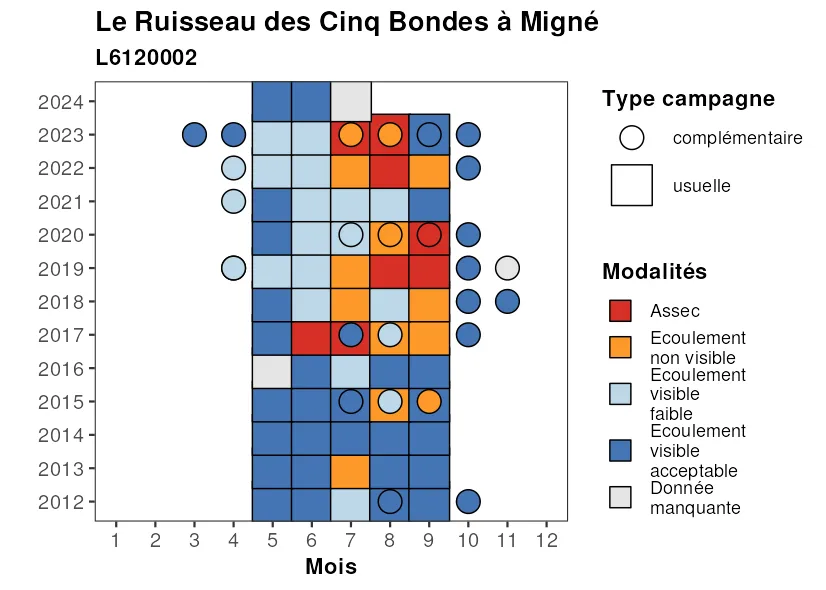 Le Ruisseau des Cinq Bondes à Migné
L6120002
2024
2023
2022
2021
2020
2019
2018
2017
2016
2015
2014
2013
2012
1 2 3 4 5 6 7 8 9 10 11 12
Mois
Type campagne
complémentaire
usuelle
Modalités
Assec
Ecoulement
non visible
Ecoulement
visible
faible
Ecoulement
visible
acceptable
Donnée
manquante